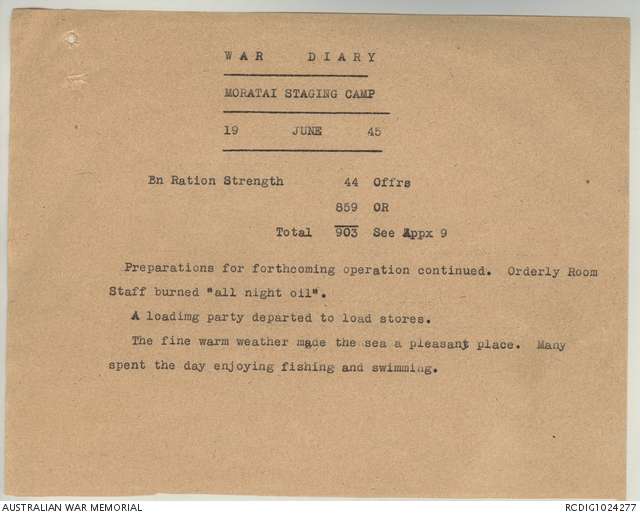 WAR DIARY
MORATAI STAGING CAMP
19 JUNE 45
Bn Ration Strength 44 Offrs
859 OR
Total 903 See Appx 9
Preparations for forthcoming operation continued. Orderly Room
Staff burned "all night oil".
A loadimg party departed to load stores.
The fine warm weather made the sea a pleasant place. Many
spent the day enjoying fishing and swimming.
AUSTRALIAN WAR MEMORIAL RCDIG1024277